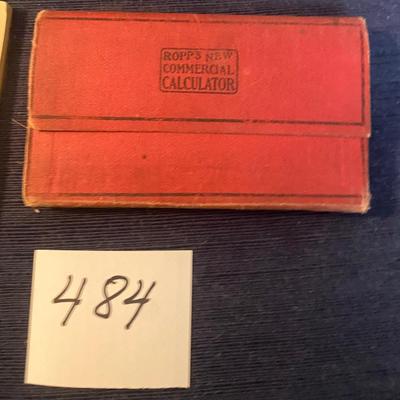 ROPP'S NEW
COMMERCIAL
CALCULATOR
484